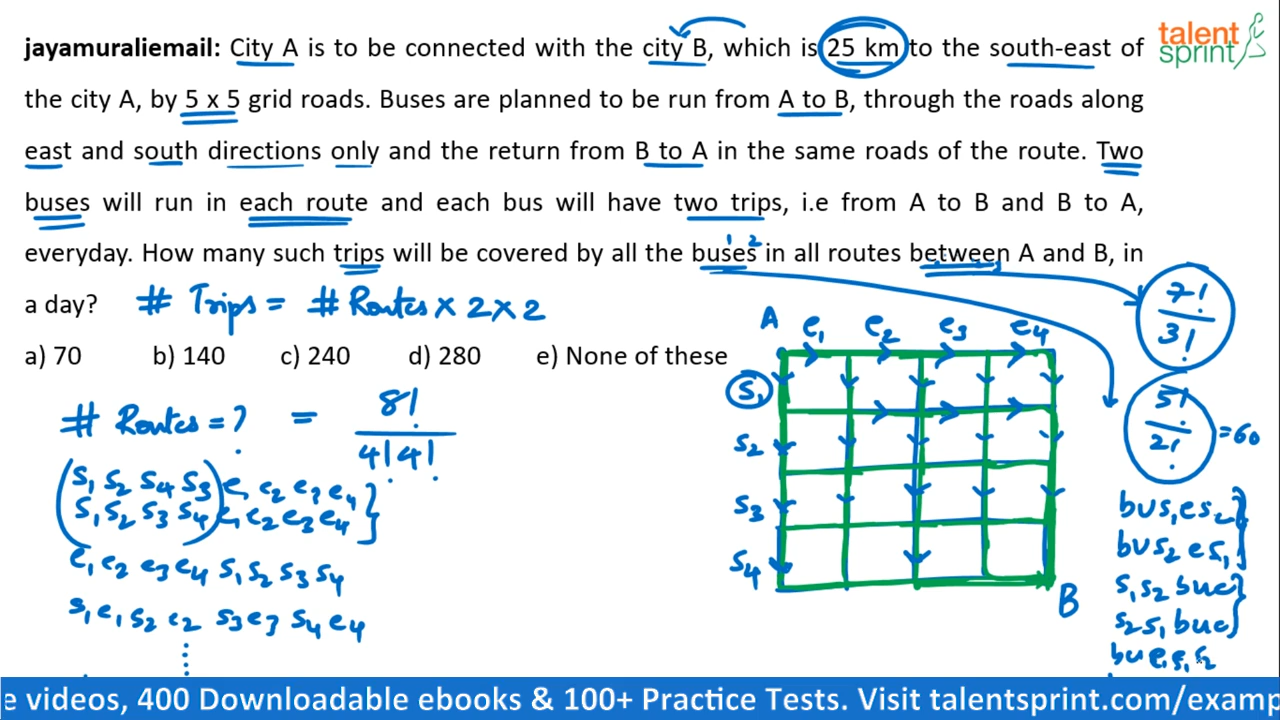 talent
sprint
jayamuraliemail: City A is to be connected with the city B, which is 25 km to the south-east of
the city A, by 5 x 5 grid roads. Buses are planned to be run from A to B, through the roads along
east and south directions only and the return from B to A in the same roads of the route. Two
buses will run in each route and each bus will have two trips, i.e from A to B and B to A,
everyday. How many such trips will be covered by all the buses in all routes between A and B, in
1 2
a day? # Trips = # Routes × 2 × 2
a) 70 b) 140 c) 240 d) 280 e) None of these
# Routes = ? = 8! / 4! 4!
(s1 s2 s4 s3) e1 e2 e3 e4 }
s1 s2 s3 s4 e1 e2 e3 e4
e1 e2 e3 e4 s1 s2 s3 s4
s1 e1 s2 e2 s3 e3 s4 e4
A e1 e2 e3 e4
s1
s2
s3
s4
B
7! / 3!
5! / 2! = 60
bus1es2 }
bus2es1
s1s2bue }
s2s1bue
bue s1s2
e videos, 400 Downloadable ebooks & 100+ Practice Tests. Visit talentsprint.com/examp